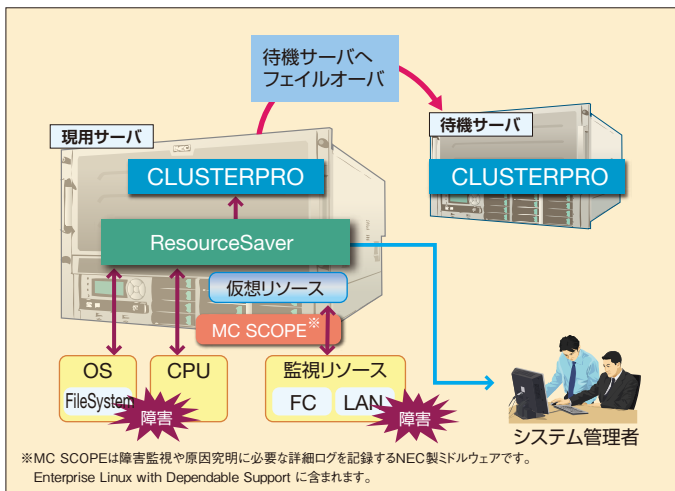 待機サーバへ
フェイルオーバ
現用サーバ
NEC
待機サーバ
CLUSTERPRO
CLUSTERPRO
ResourceSaver
仮想リソース
MC SCOPE※
OS
CPU
FileSystem
障害
監視リソース
FC
LAN
障害
システム管理者
※MC SCOPEは障害監視や原因究明に必要な詳細ログを記録するNEC製ミドルウェアです。
Enterprise Linux with Dependable Support に含まれます。